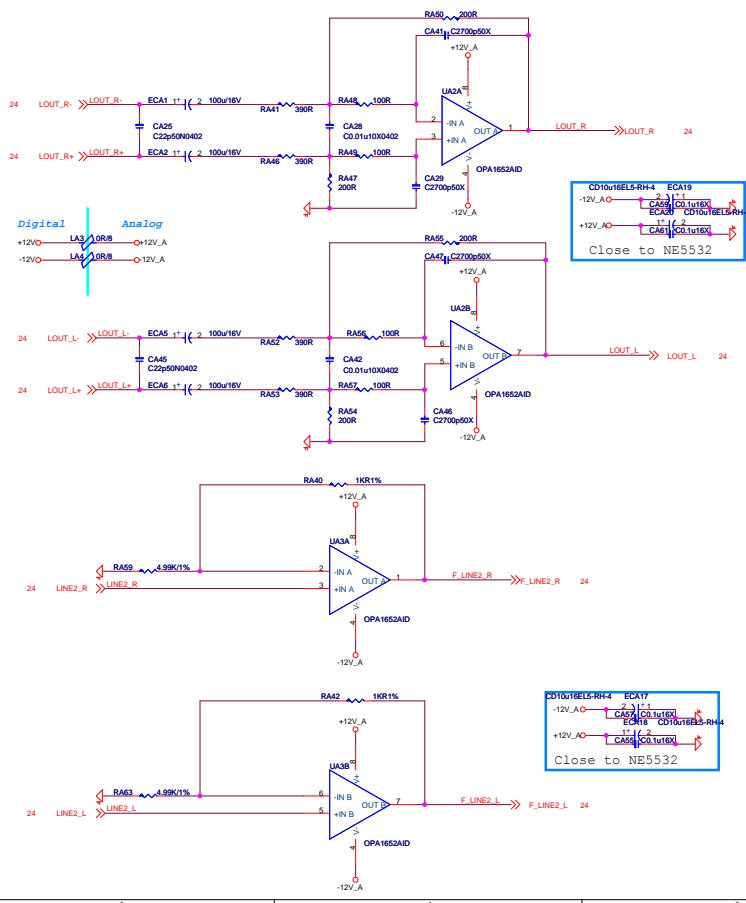 RA50 200R
CA41 C2700p50X
+12V_A
8
V+
UA2A
24 LOUT_R- LOUT_R- ECA1 1+ 2 100u/16V RA41 390R RA48 100R
2 -IN A
CA25
C22p50N0402
CA28
C0.01u10X0402
OUT A 1 LOUT_R LOUT_R 24
3 +IN A
24 LOUT_R+ LOUT_R+ ECA2 1+ 2 100u/16V RA46 390R RA49 100R
V-
4
OPA1652AID
RA47
200R
CA29
C2700p50X
-12V_A
CD10u16EL5-RH-4 ECA19
-12V_A 2 +1
CA59 C0.1u16X
ECA20 CD10u16EL5-RH-4
+12V_A 1+ 2
CA61 C0.1u16X
Close to NE5532
Digital Analog
+12V LA3 0R/8 +12V_A
-12V LA4 0R/8 -12V_A
RA55 200R
CA47 C2700p50X
+12V_A
8
V+
UA2B
24 LOUT_L- LOUT_L- ECA5 1+ 2 100u/16V RA52 390R RA56 100R
6 -IN B
CA45
C22p50N0402
CA42
C0.01u10X0402
OUT B 7 LOUT_L LOUT_L 24
5 +IN B
24 LOUT_L+ LOUT_L+ ECA6 1+ 2 100u/16V RA53 390R RA57 100R
V-
4
OPA1652AID
RA54
200R
CA46
C2700p50X
-12V_A
RA40 1KR1%
+12V_A
8
V+
UA3A
RA59 4.99K/1% 2 -IN A
OUT A 1 F_LINE2_R F_LINE2_R 24
24 LINE2_R LINE2_R 3 +IN A
V-
4
OPA1652AID
-12V_A
RA42 1KR1%
+12V_A
8
V+
UA3B
CD10u16EL5-RH-4 ECA17
-12V_A 2 +1
CA57 C0.1u16X
ECA18 CD10u16EL5-RH-4
+12V_A 1+ 2
CA55 C0.1u16X
Close to NE5532
RA63 4.99K/1% 6 -IN B
OUT B 7 F_LINE2_L F_LINE2_L 24
24 LINE2_L LINE2_L 5 +IN B
V-
4
OPA1652AID
-12V_A